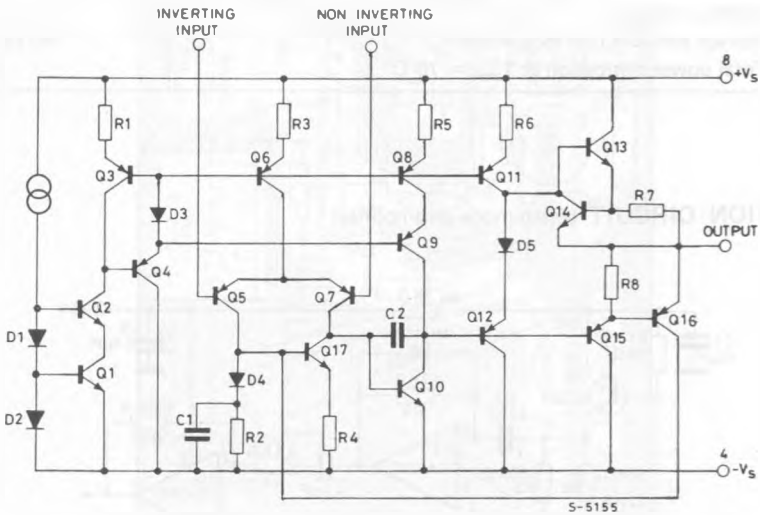 INVERTING
INPUT
NON INVERTING
INPUT
8
+Vs
R1
R3
R5
R6
Q13
Q3
Q6
Q8
Q11
R7
Q14
D3
OUTPUT
Q9
Q4
D5
R8
Q5
Q7
Q2
C2
Q12
Q15
Q16
D1
Q17
Q1
D4
Q10
D2
C1
R2
R4
4
-Vs
S-5155